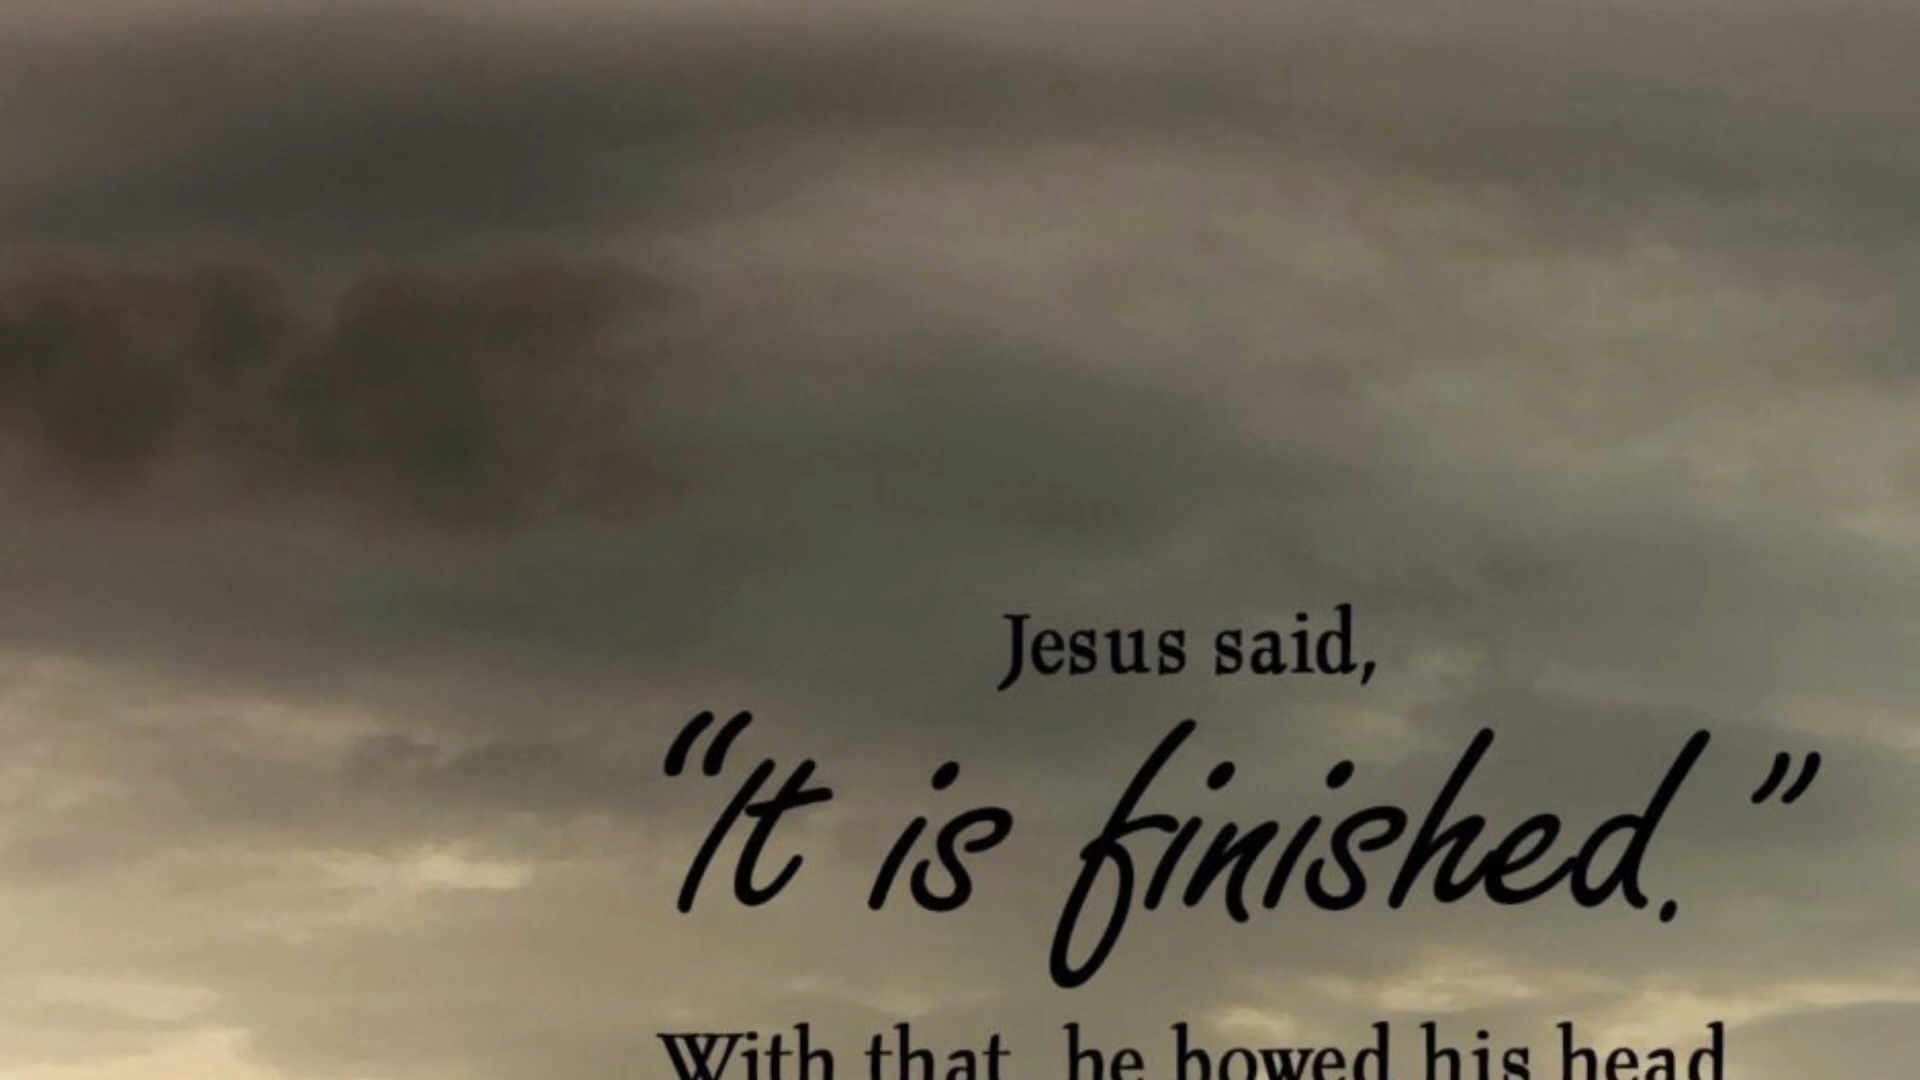 Jesus said,
“It is finished.”
With that, he bowed his head